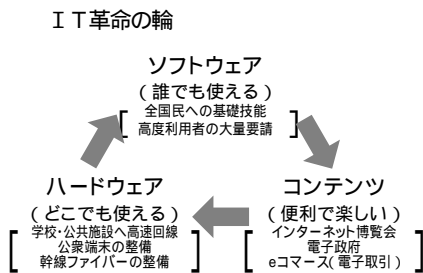 ＩＴ革命の輪
ソフトウェア
(誰でも使える)
全国民への基礎技能
高度利用者の大量要請
ハードウェア
(どこでも使える)
学校・公共施設へ高速回線
公衆端末の整備
幹線ファイバーの整備
コンテンツ
(便利で楽しい)
インターネット博覧会
電子政府
eコマース(電子取引)